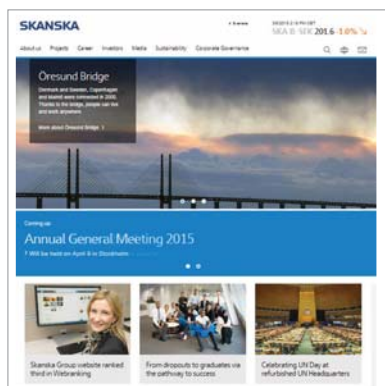 SKANSKA
SKA B: SEK 201.6 -1.0%
About us Projects Career Investors Media Sustainability Corporate Governance
Öresund Bridge
Denmark and Sweden, Copenhagen
and Malmö were connected in 2000.
Thanks to the bridge, people can live
and work anywhere.
More about Öresund Bridge
Coming up
Annual General Meeting 2015
Will be held on April 9 in Stockholm
Skanska Group website ranked
third in Webranking
From dropouts to graduates via
the pathway to success
Celebrating UN Day at
refurbished UN Headquarters